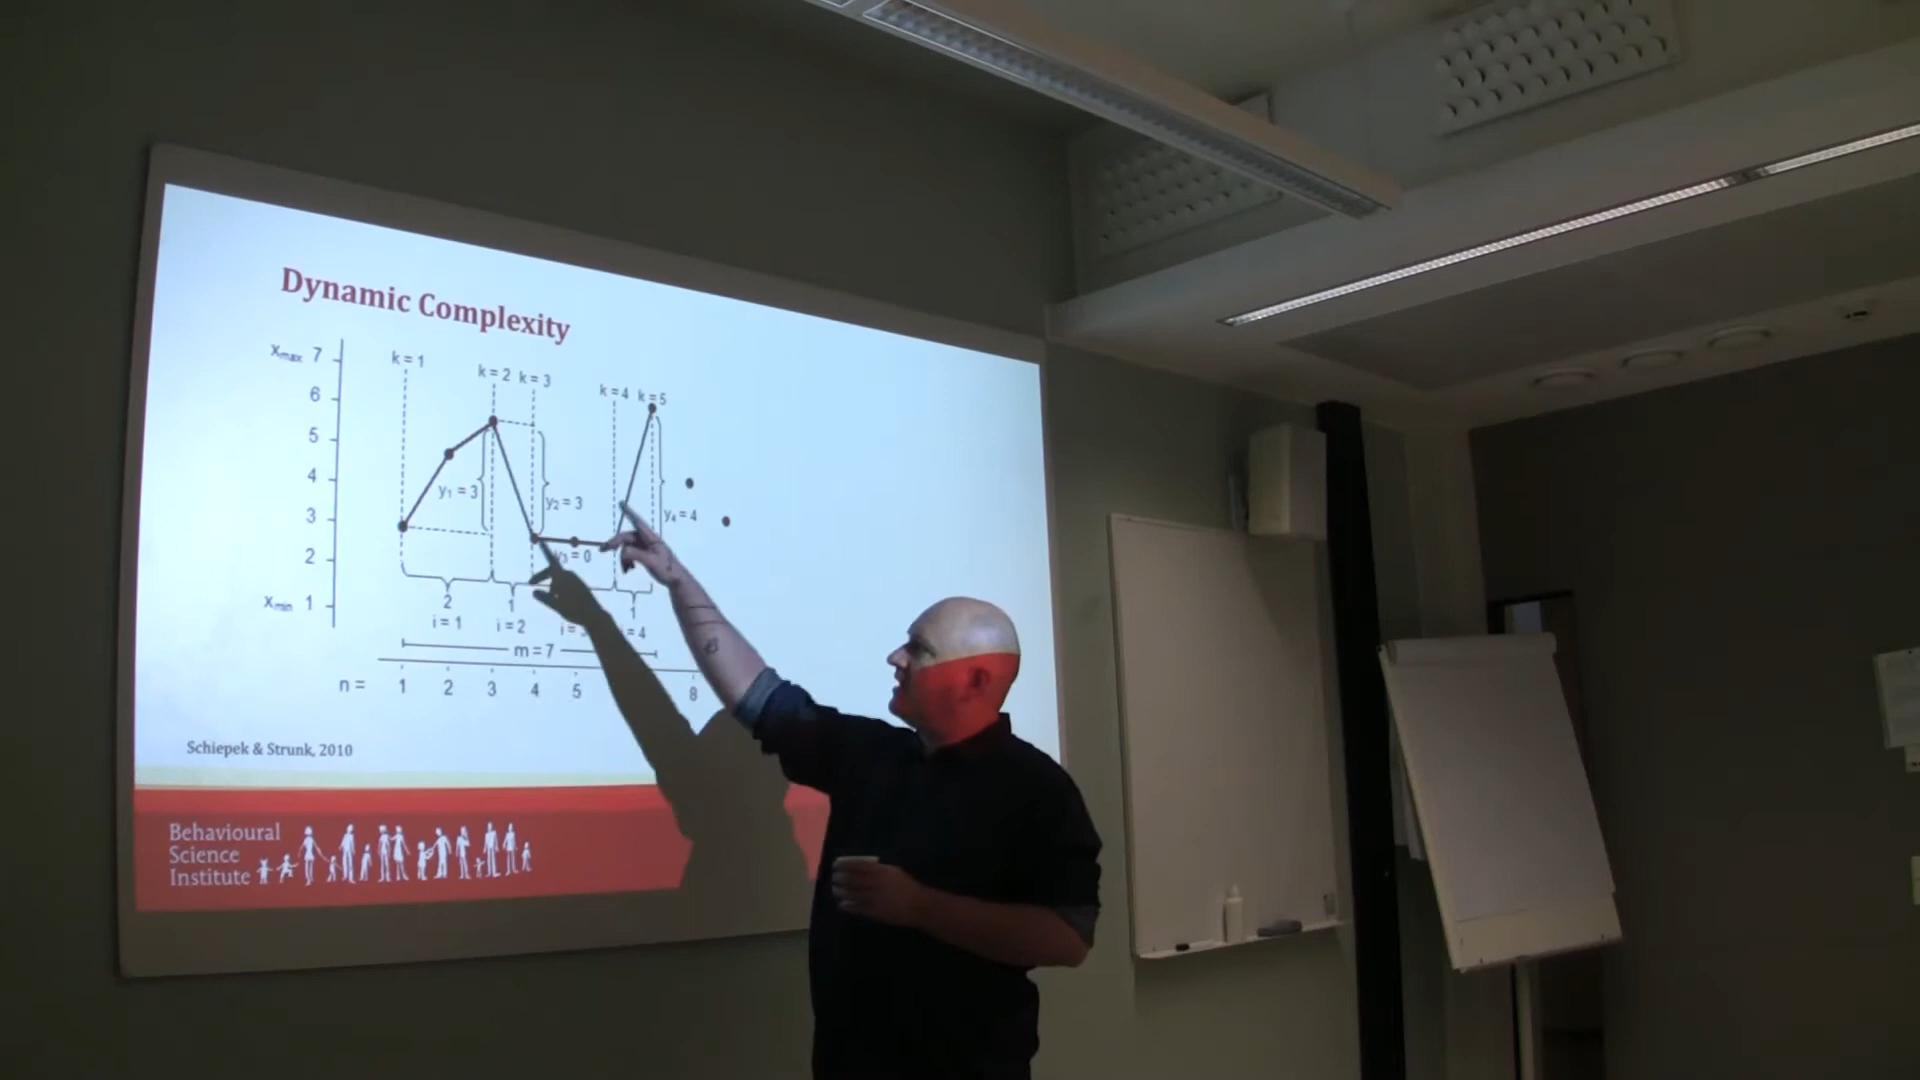 Dynamic Complexity
xmax 7
6
5
4
3
2
xmin 1
k = 1
k = 2 k = 3
k = 4 k = 5
y₁ = 3
y₂ = 3
y₃ = 0
y₄ = 4
2
1
1
i = 1
i = 2
i =
= 4
m = 7
n = 1 2 3 4 5 8
Schiepek & Strunk, 2010
Behavioural
Science
Institute